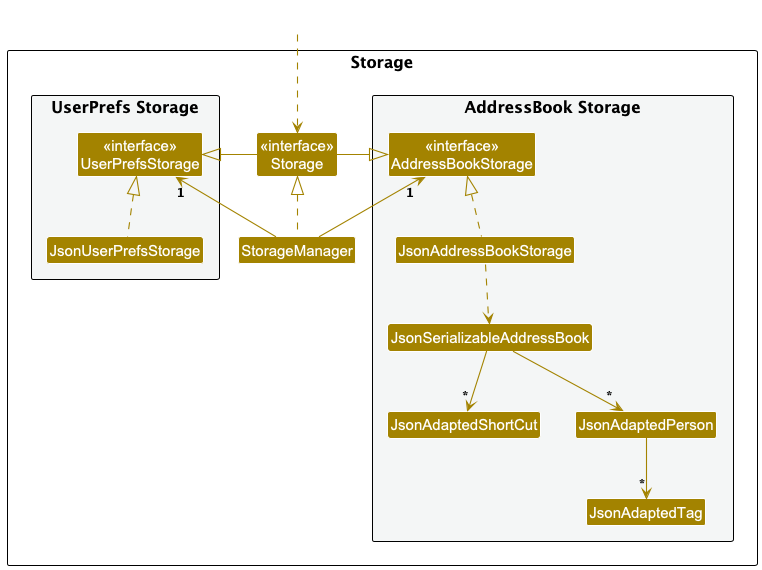 Storage
UserPrefs Storage
AddressBook Storage
«interface»
UserPrefsStorage
«interface»
Storage
«interface»
AddressBookStorage
1
1
JsonUserPrefsStorage
StorageManager
JsonAddressBookStorage
JsonSerializableAddressBook
*
*
JsonAdaptedShortCut
JsonAdaptedPerson
*
JsonAdaptedTag